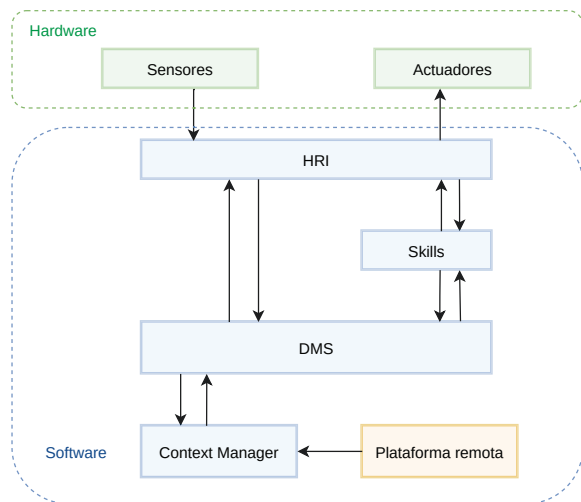 Hardware
Sensores
Actuadores
HRI
Skills
DMS
Software
Context Manager
Plataforma remota